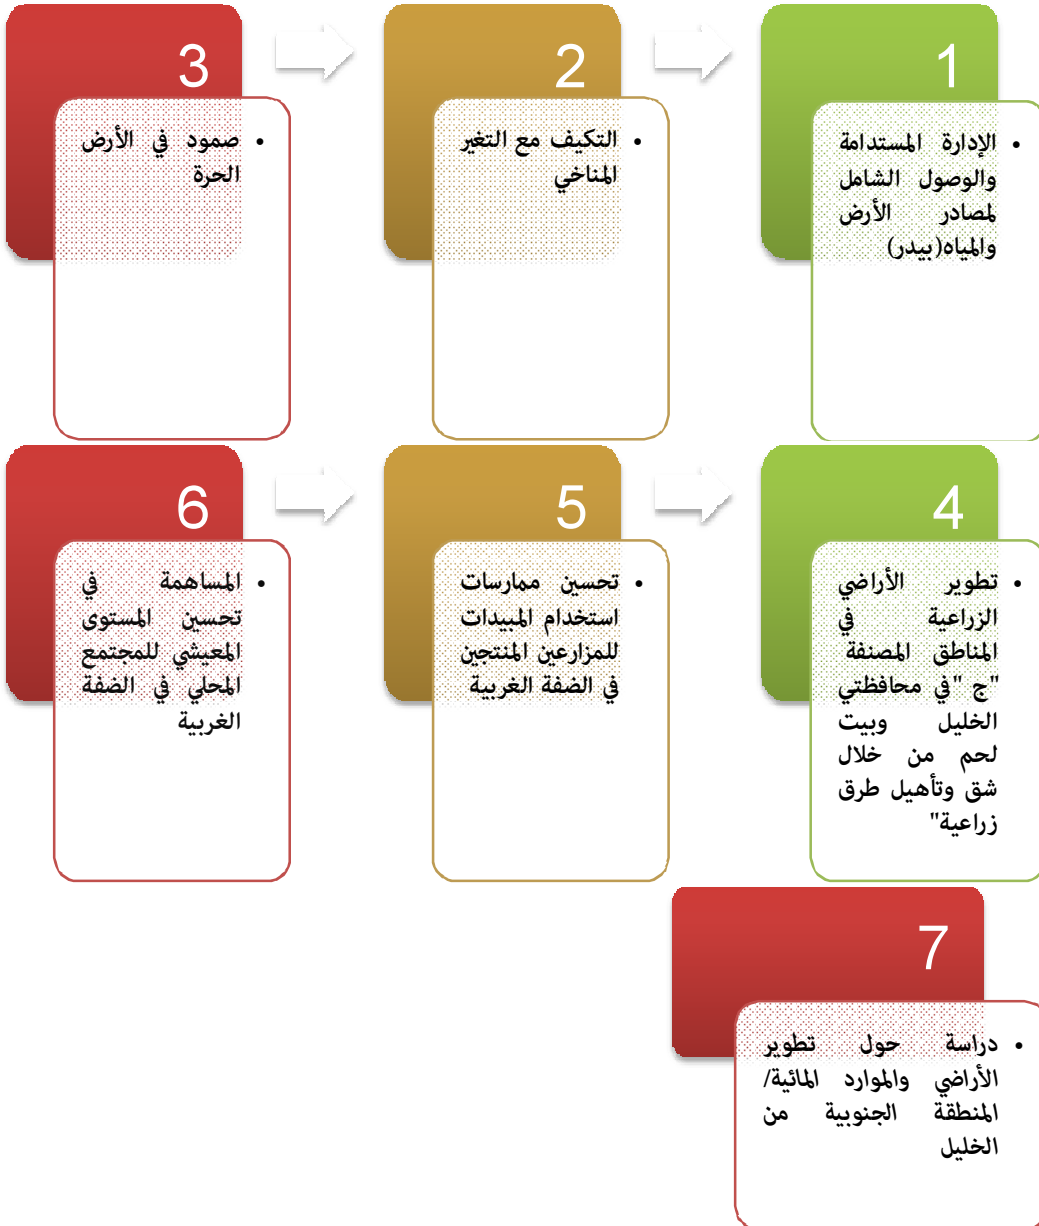 1
• الإدارة المستدامة
والوصول الشامل
لمصادر الأرض
والمياه(بيدر)
2
• التكيف مع التغير
المناخي
3
• صمود في الأرض
الحرة
4
• تطوير الأراضي
الزراعية في
المناطق المصنفة
"ج "في محافظتي
الخليل وبيت
لحم من خلال
شق وتأهيل طرق
زراعية"
5
• تحسين ممارسات
استخدام المبيدات
للمزارعين المنتجين
في الضفة الغربية
6
• المساهمة في
تحسين المستوى
المعيشي للمجتمع
المحلي في الضفة
الغربية
7
• دراسة حول تطوير
الأراضي والموارد المائية/
المنطقة الجنوبية من
الخليل